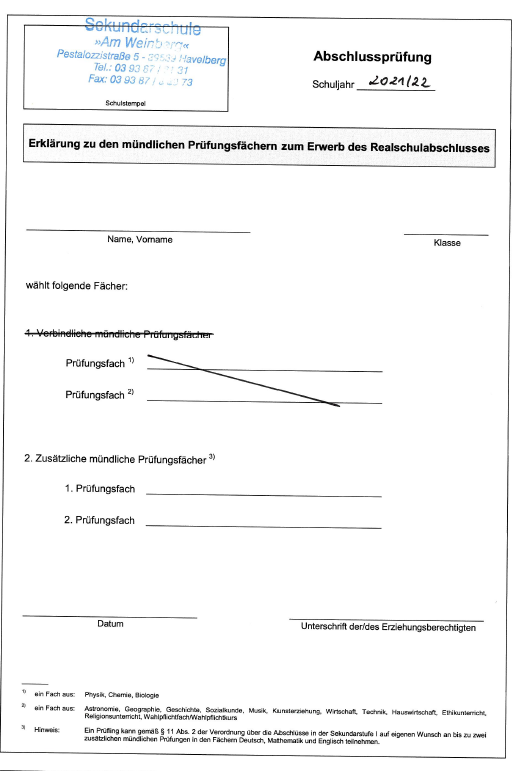 Sekundarschule
»Am Weinberg«
Pestalozzistraße 5 - 39539 Havelberg
Tel.: 03 93 87 / 31
Fax: 03 93 87 / 73
Schulstempel
Abschlussprüfung
Schuljahr 2021/22
Erklärung zu den mündlichen Prüfungsfächern zum Erwerb des Realschulabschlusses
Name, Vorname
Klasse
wählt folgende Fächer:
1. Verbindliche mündliche Prüfungsfächer
Prüfungsfach 1)
Prüfungsfach 2)
2. Zusätzliche mündliche Prüfungsfächer 3)
1. Prüfungsfach
2. Prüfungsfach
Datum
Unterschrift der/des Erziehungsberechtigten
1) ein Fach aus: Physik, Chemie, Biologie
2) ein Fach aus: Astronomie, Geographie, Geschichte, Sozialkunde, Musik, Kunsterziehung, Wirtschaft, Technik, Hauswirtschaft, Ethikunterricht,
Religionsunterricht, Wahlpflichtfach/Wahlpflichtkurs
3) Hinweis: Ein Prüfling kann gemäß § 11 Abs. 2 der Verordnung über die Abschlüsse in der Sekundarstufe I auf eigenen Wunsch an bis zu zwei
zusätzlichen mündlichen Prüfungen in den Fächern Deutsch, Mathematik und Englisch teilnehmen.